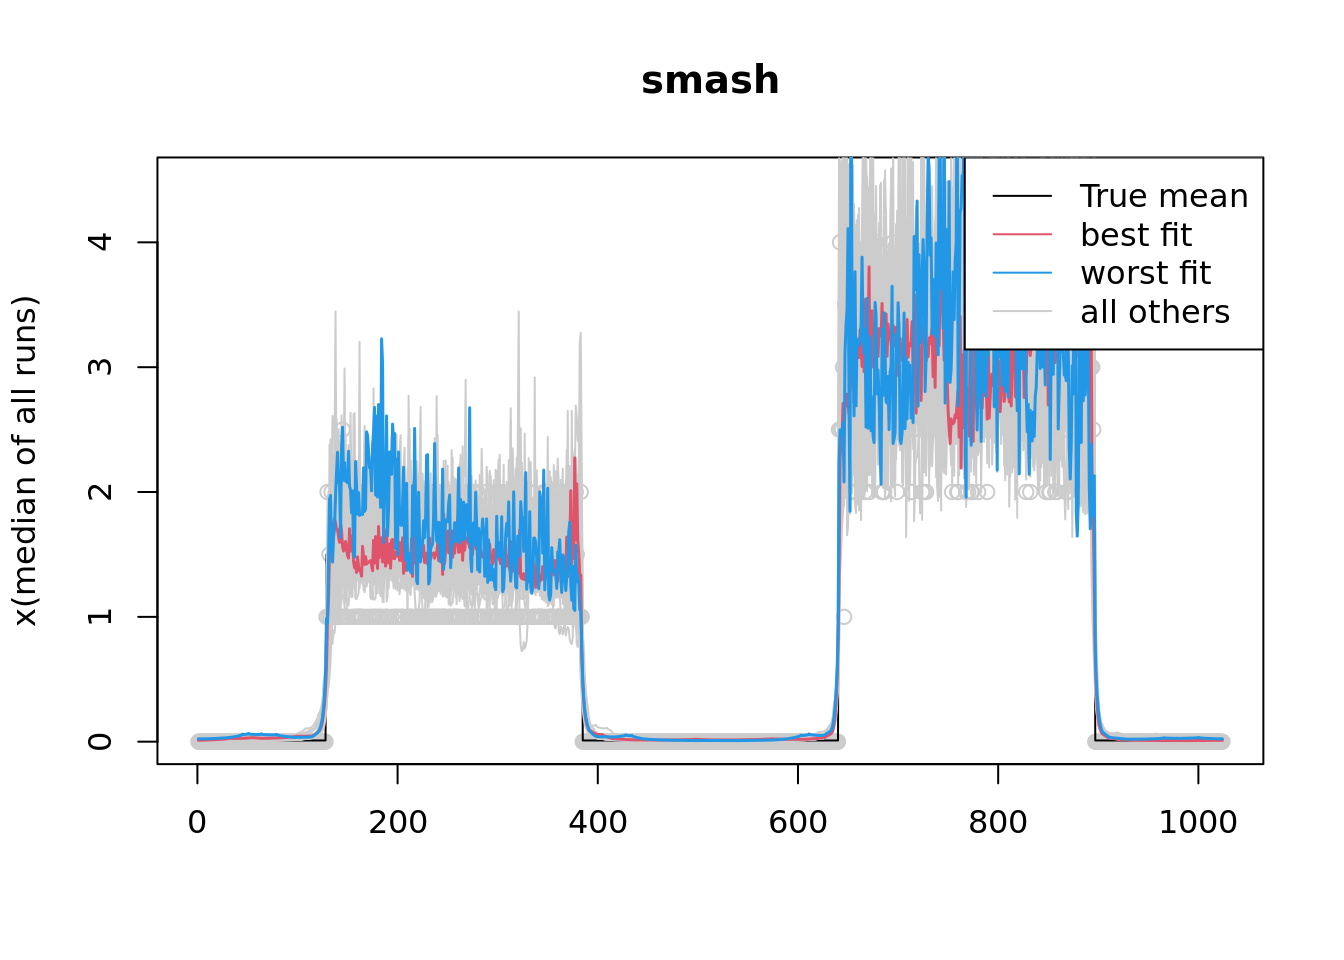 smash
x(median of all runs)
4
3
2
1
0
True mean
best fit
worst fit
all others
0
200
400
600
800
1000